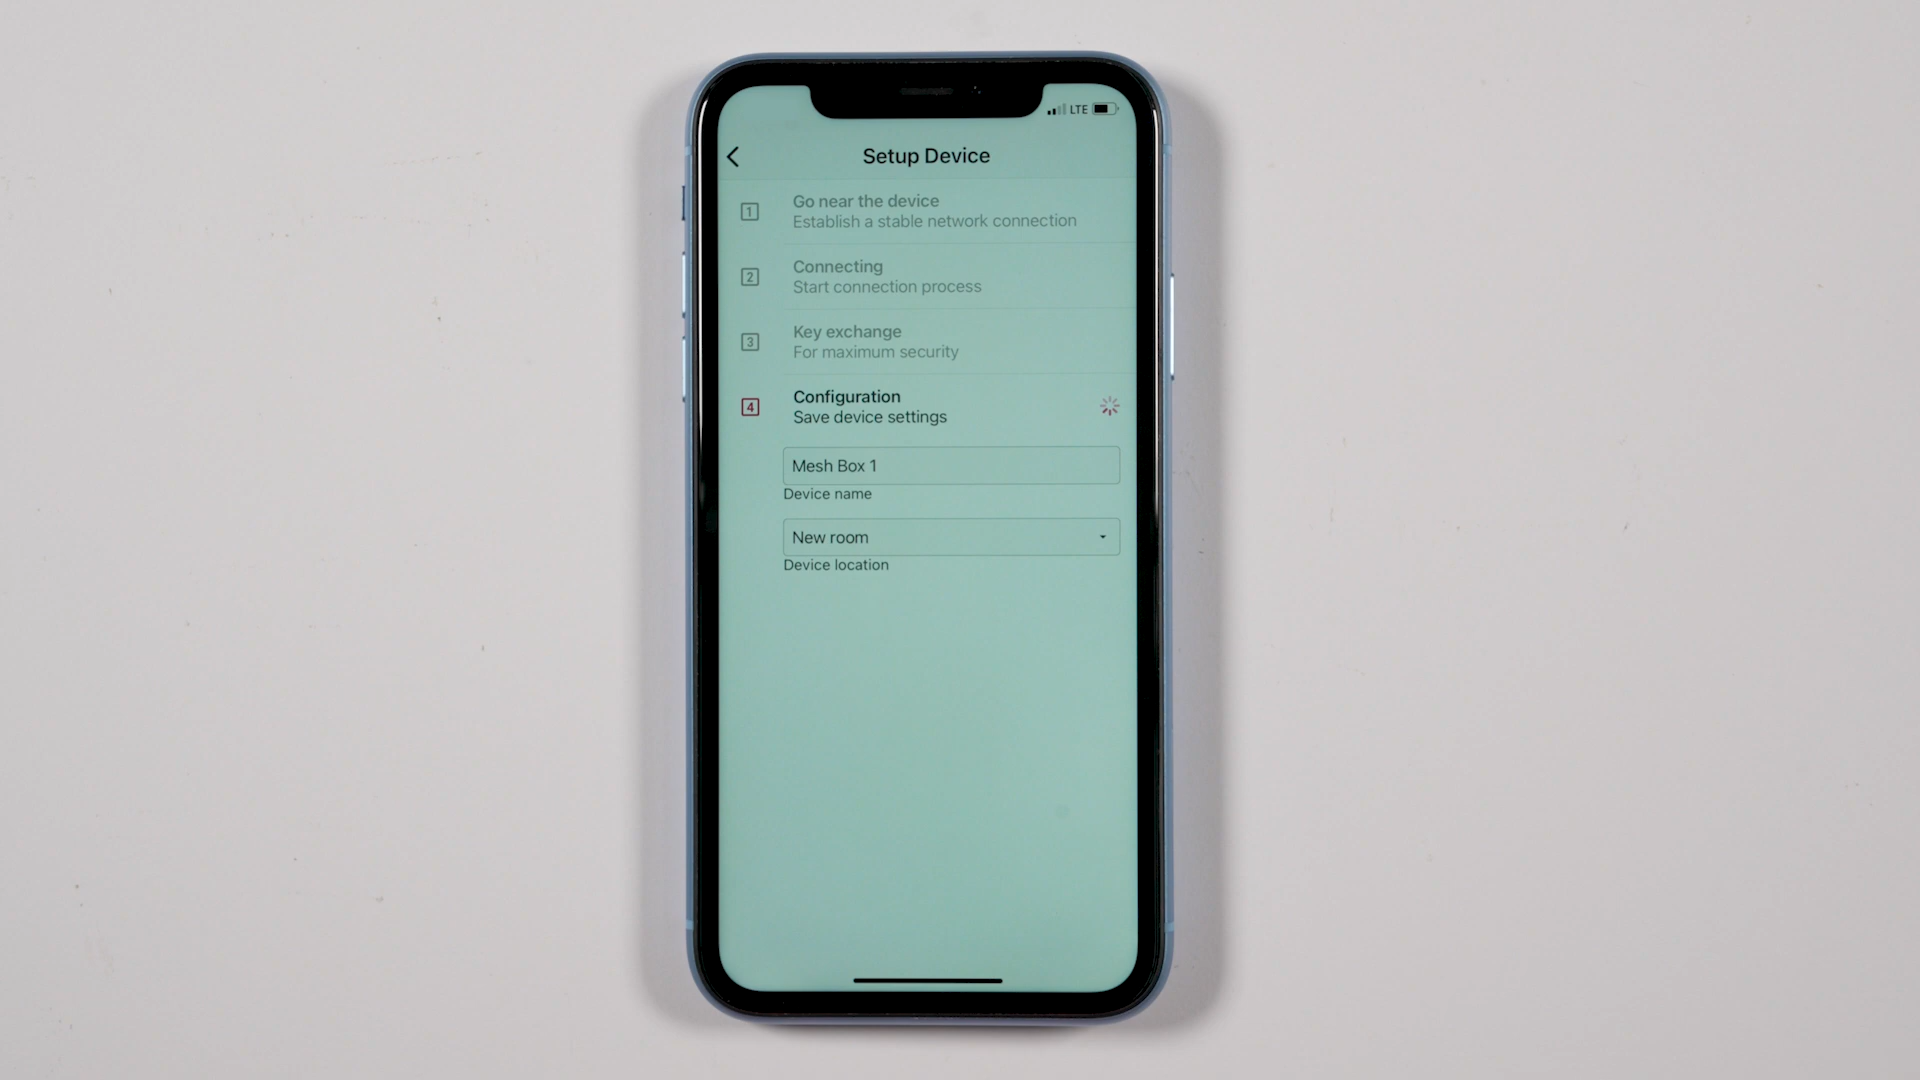 LTE
Setup Device
1
Go near the device
Establish a stable network connection
2
Connecting
Start connection process
3
Key exchange
For maximum security
4
Configuration
Save device settings
Mesh Box 1
Device name
New room
Device location